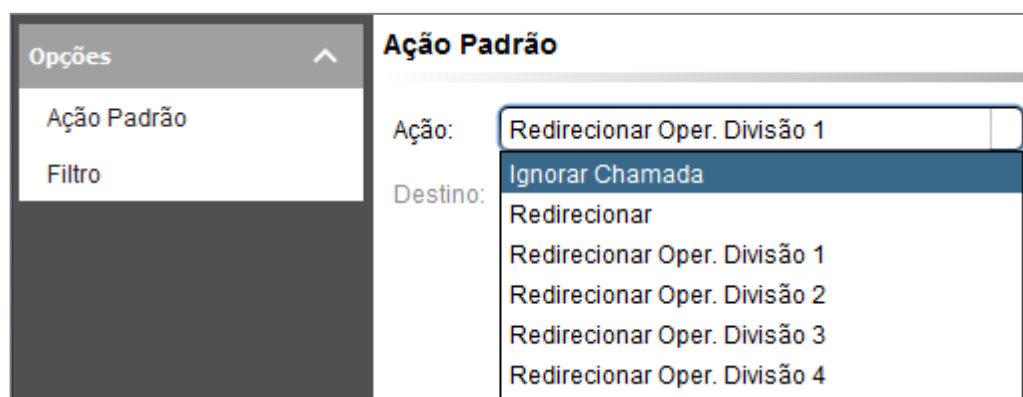 Opções
Ação Padrão
Filtro
Ação Padrão
Ação: Redirecionar Oper. Divisão 1
Destino:
Ignorar Chamada
Redirecionar
Redirecionar Oper. Divisão 1
Redirecionar Oper. Divisão 2
Redirecionar Oper. Divisão 3
Redirecionar Oper. Divisão 4